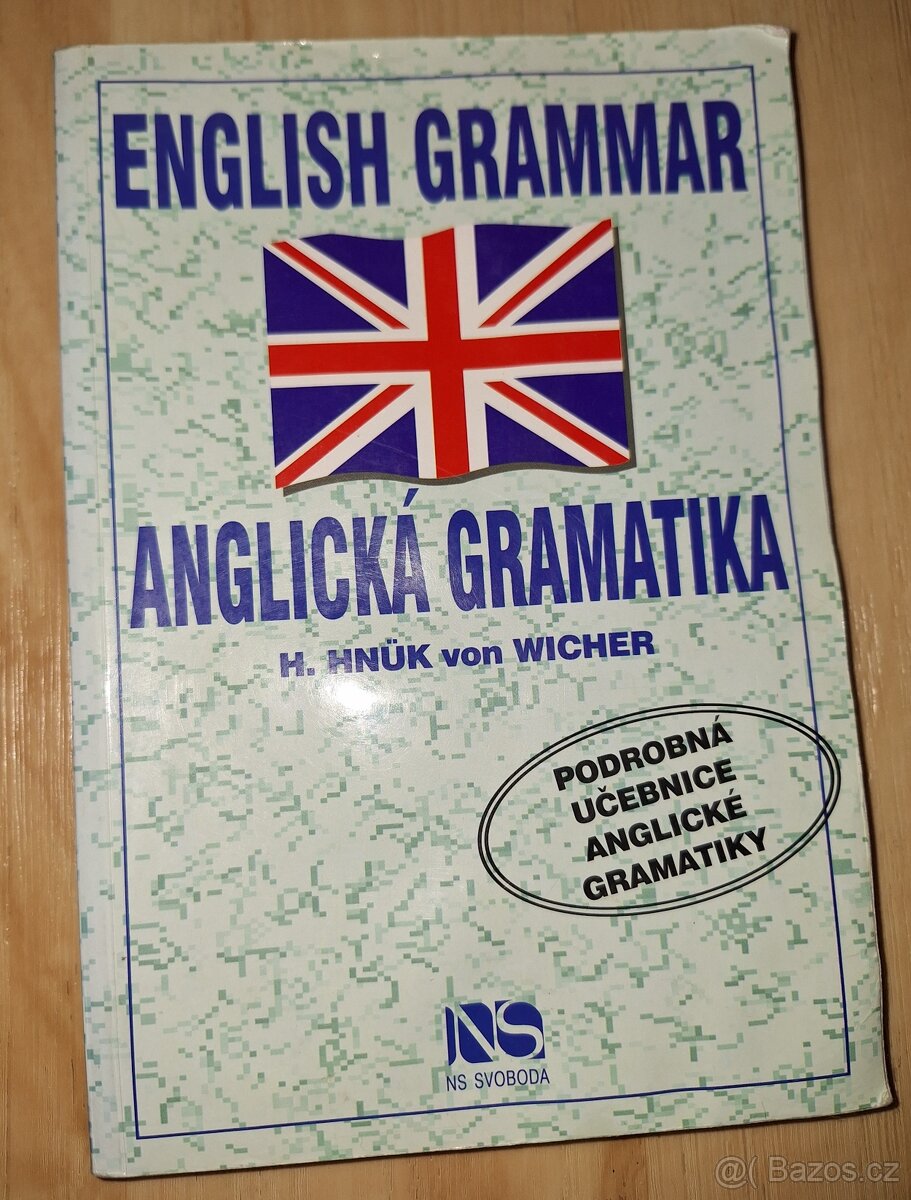 ENGLISH GRAMMAR
ANGLICKÁ GRAMATIKA
H. HNÜK von WICHER
PODROBNÁ
UČEBNICE
ANGLICKÉ
GRAMATIKY
NS
NS SVOBODA
@( Bazos.cz